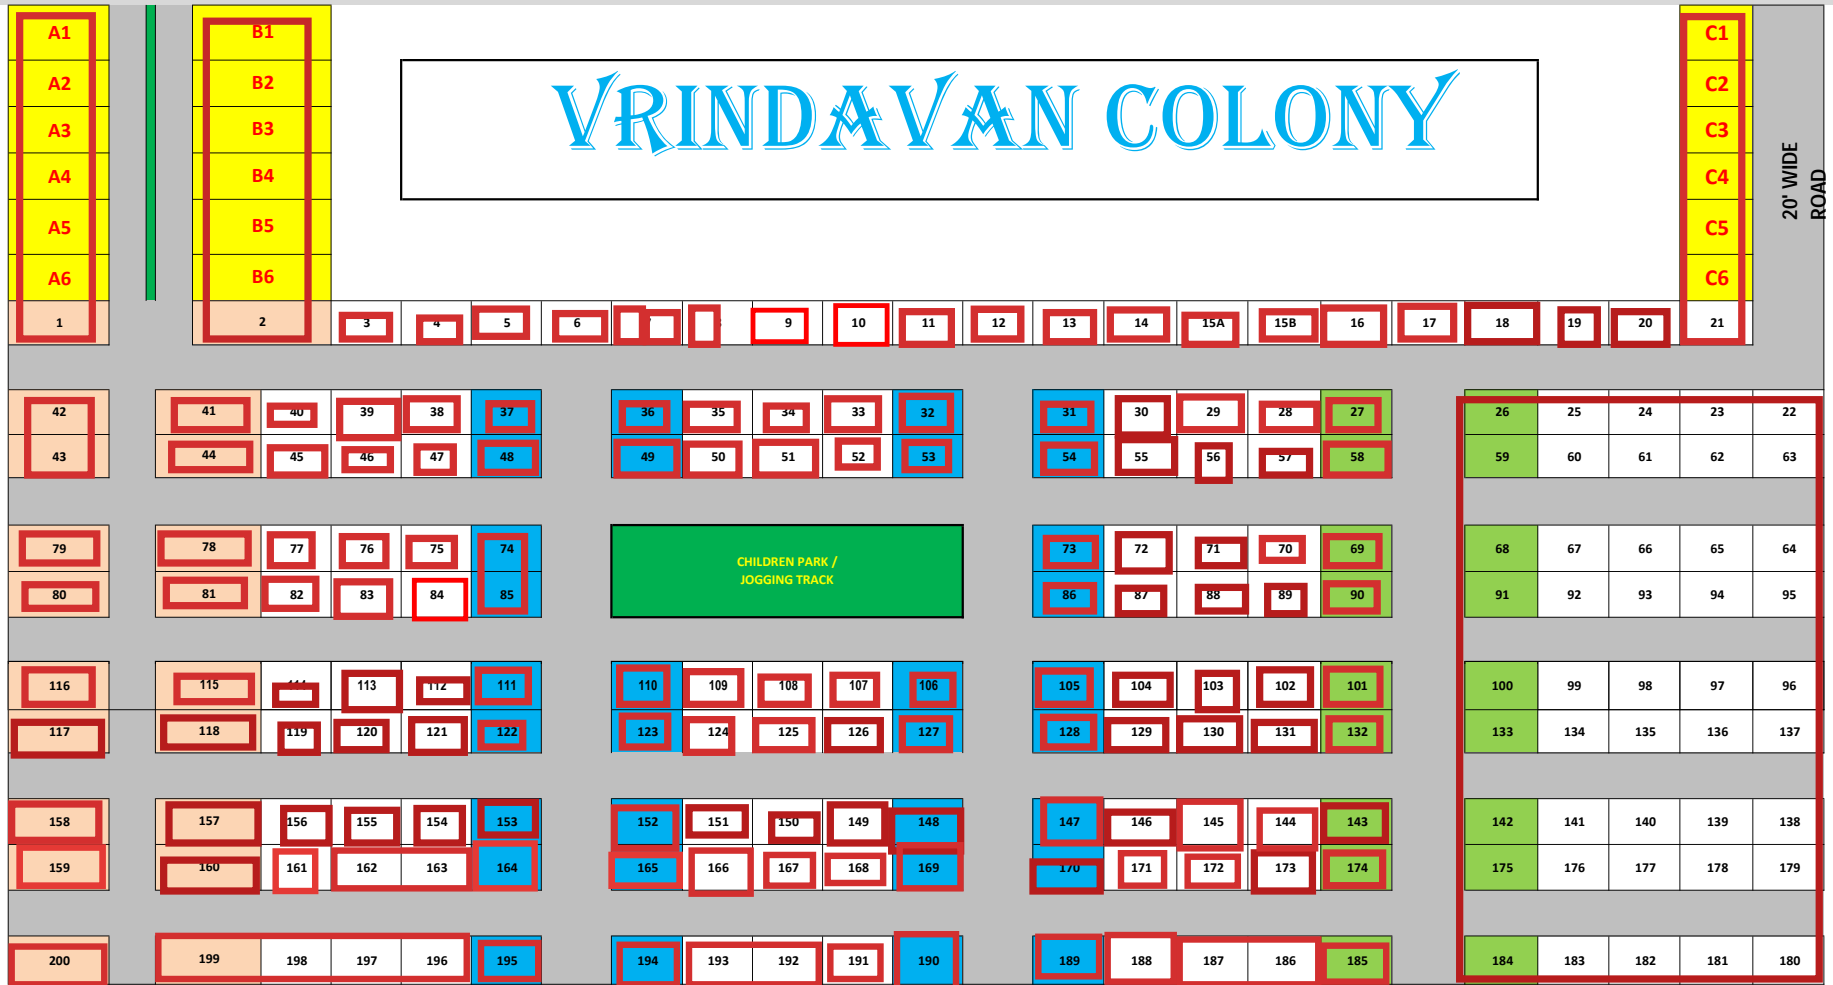 A1 B1 C1
VRINDAVAN COLONY
A2 B2 C2
A3 B3 C3
A4 B4 C4
20' WIDE
ROAD
A5 B5 C5
A6 B6 C6
1 2 3 4 5 6 9 10 11 12 13 14 15A 15B 16 17 18 19 20 21
42 41 40 39 38 37 36 35 34 33 32 31 30 29 28 27 26 25 24 23 22
43 44 45 46 47 48 49 50 51 52 53 54 55 56 57 58 59 60 61 62 63
79 78 77 76 75 74 73 72 71 70 69 68 67 66 65 64
CHILDREN PARK /
JOGGING TRACK
80 81 82 83 84 85 86 87 88 89 90 91 92 93 94 95
116 115 113 112 111 110 109 108 107 106 105 104 103 102 101 100 99 98 97 96
117 118 119 120 121 122 123 124 125 126 127 128 129 130 131 132 133 134 135 136 137
158 157 156 155 154 153 152 151 150 149 148 147 146 145 144 143 142 141 140 139 138
159 160 161 162 163 164 165 166 167 168 169 170 171 172 173 174 175 176 177 178 179
200 199 198 197 196 195 194 193 192 191 190 189 188 187 186 185 184 183 182 181 180